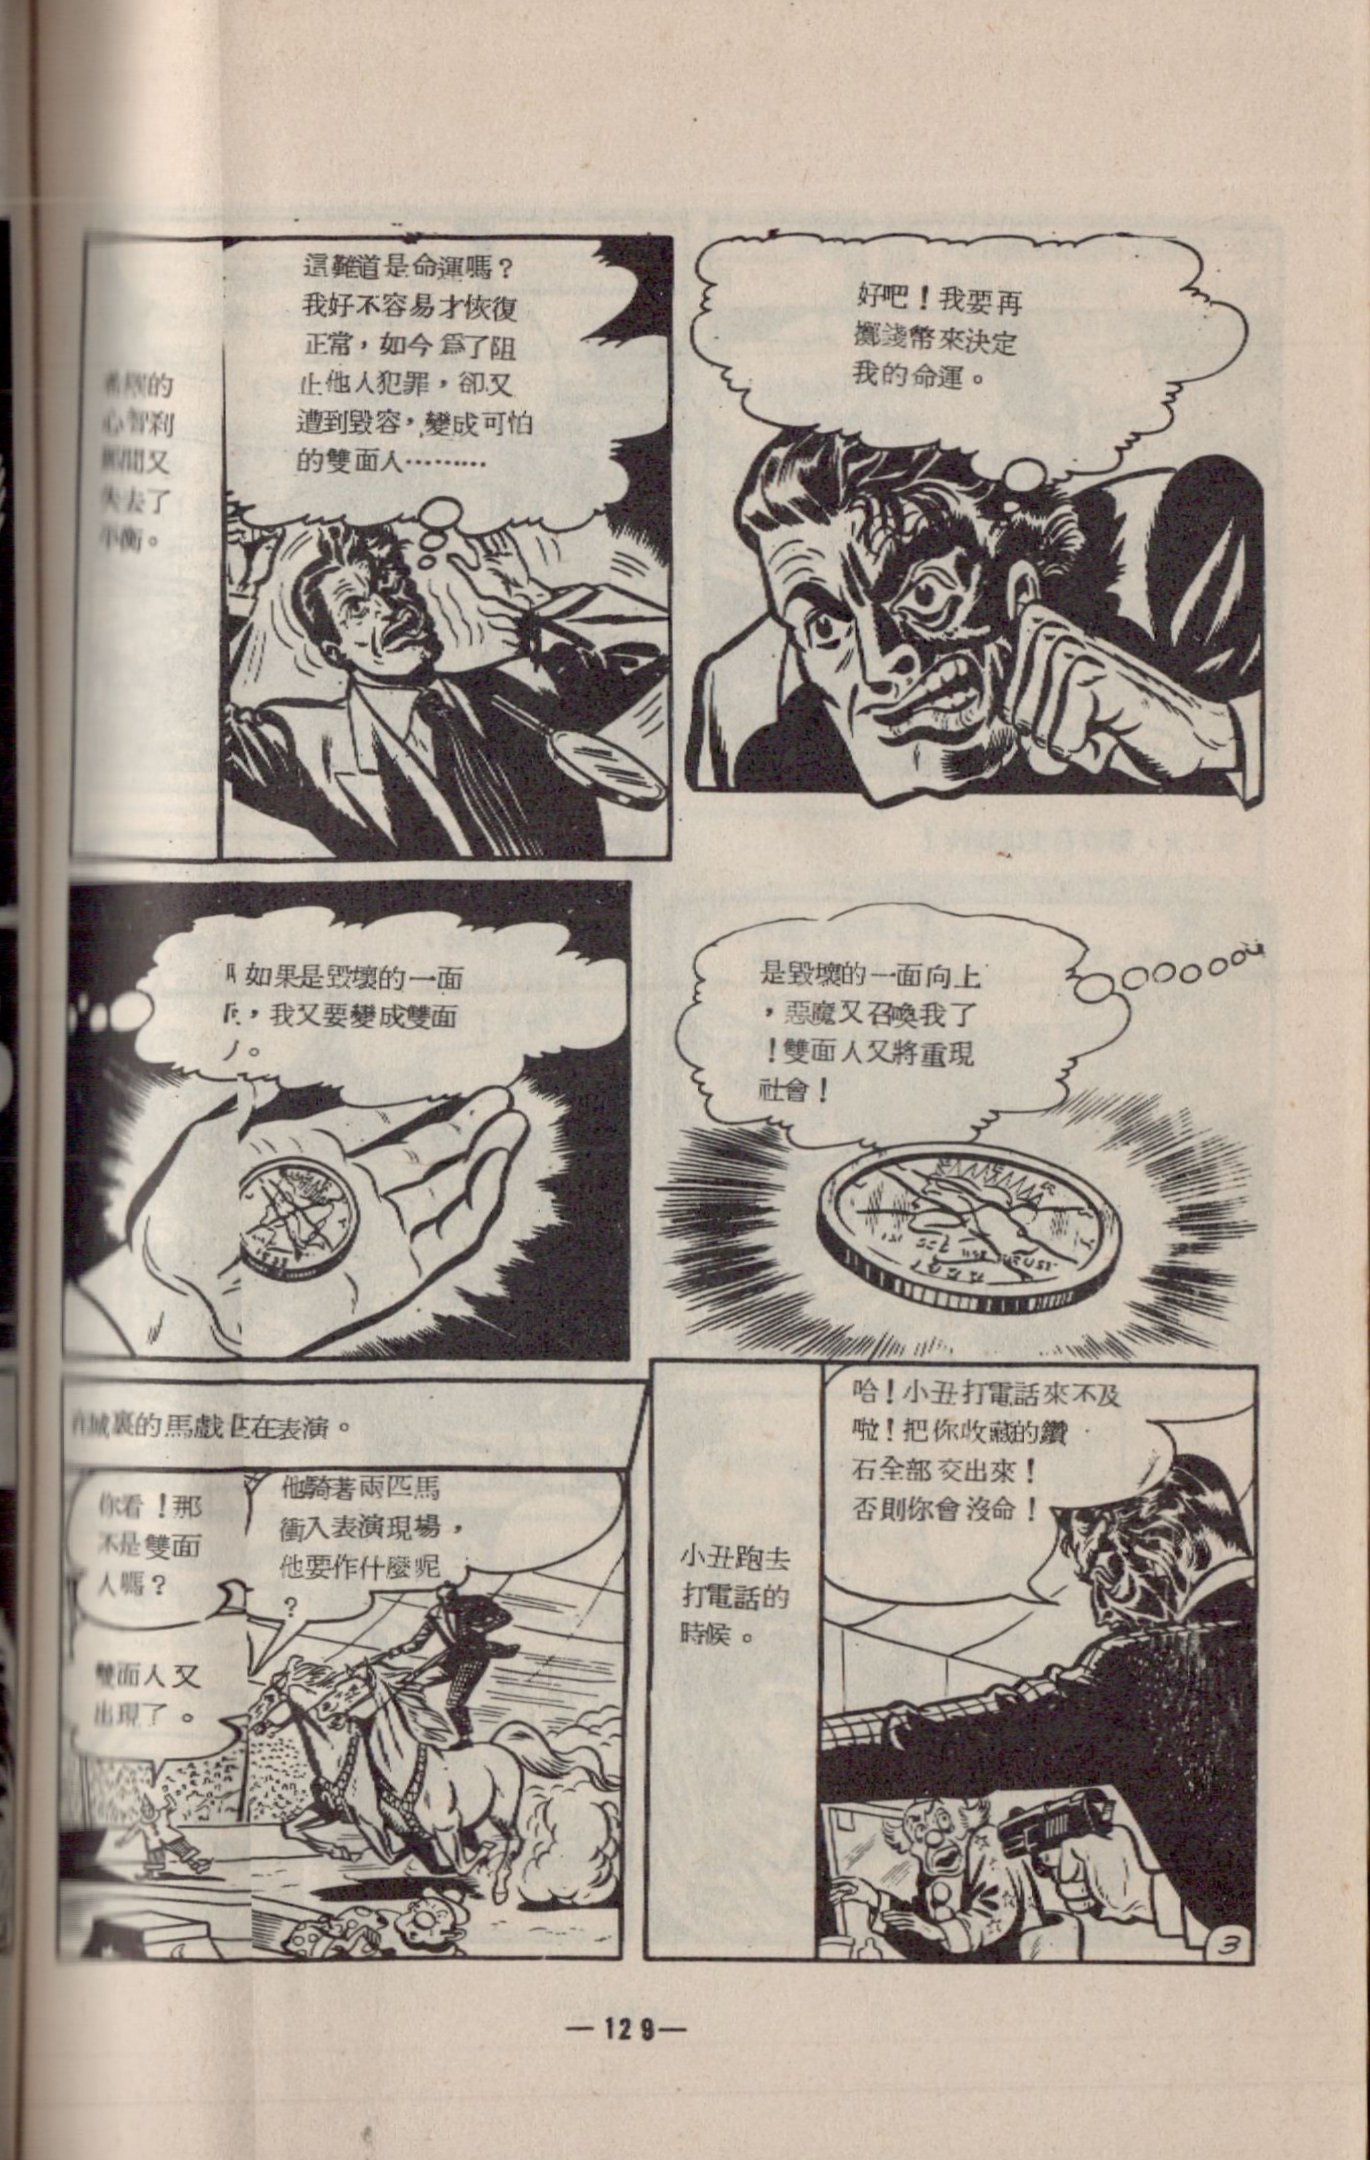 的
心智剎
間又
失去了
平衡。
這難道是命運嗎？
我好不容易才恢復
正常，如今為了阻
止他人犯罪，卻又
遭到毀容，變成可怕
的雙面人………
好吧！我要再
擲錢幣來決定
我的命運。
如果是毀壞的一面
，我又要變成雙面
。
是毀壞的一面向上
，惡魔又召喚我了
！雙面人又將重現
社會！
城裏的馬戲正在表演。
你看！那
不是雙面
人嗎？
他騎著兩匹馬
衝入表演現場，
他要作什麼呢
？
雙面人又
出現了。
小丑跑去
打電話的
時候。
哈！小丑打電話來不及
啦！把你收藏的鑽
石全部交出來！
否則你會沒命！
3
—129—